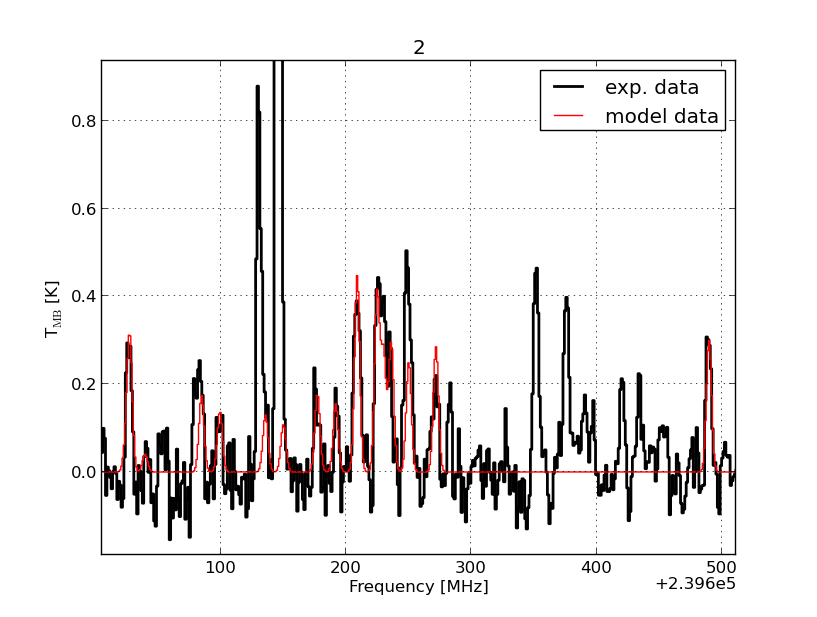 2
exp. data
model data
T_MB [K]
0.8
0.6
0.4
0.2
0.0
100 200 300 400 500
Frequency [MHz]
+2.396e5